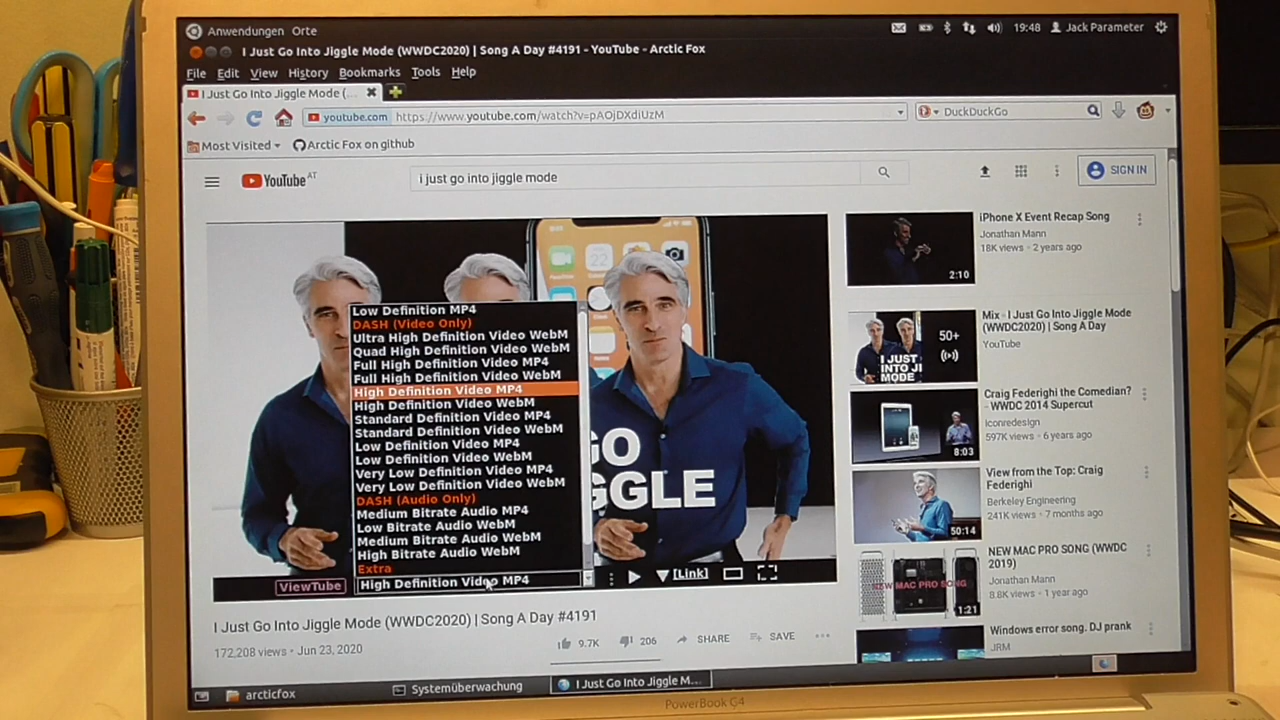 Anwendungen Orte
19:48 Jack Parameter
I Just Go Into Jiggle Mode (WWDC2020) | Song A Day #4191 - YouTube - Arctic Fox
File Edit View History Bookmarks Tools Help
I Just Go Into Jiggle Mode (...
youtube.com https://www.youtube.com/watch?v=pAOjDXdiUzM
DuckDuckGo
Most Visited Arctic Fox on github
YouTube AT
i just go into jiggle mode
SIGN IN
22
GO
GGLE
Low Definition MP4
DASH (Video Only)
Ultra High Definition Video WebM
Quad High Definition Video WebM
Full High Definition Video MP4
Full High Definition Video WebM
High Definition Video MP4
High Definition Video WebM
Standard Definition Video MP4
Standard Definition Video WebM
Low Definition Video MP4
Low Definition Video WebM
Very Low Definition Video MP4
Very Low Definition Video WebM
DASH (Audio Only)
Medium Bitrate Audio MP4
Low Bitrate Audio WebM
Medium Bitrate Audio WebM
High Bitrate Audio WebM
Extra
ViewTube
High Definition Video MP4
[Link]
I Just Go Into Jiggle Mode (WWDC2020) | Song A Day #4191
172,208 views • Jun 23, 2020
9.7K 206 SHARE SAVE
iPhone X Event Recap Song
Jonathan Mann
18K views • 2 years ago
2:10
Mix - I Just Go Into Jiggle Mode
(WWDC2020) | Song A Day
YouTube
50+
I JUST
INTO JI
MODE
Craig Federighi the Comedian?
- WWDC 2014 Supercut
Iconredesign
597K views • 6 years ago
8:03
View from the Top: Craig
Federighi
Berkeley Engineering
241K views • 7 months ago
50:14
NEW MAC PRO SONG (WWDC
2019)
Jonathan Mann
8.8K views • 1 year ago
NEW MAC PRO SONG
1:21
Windows error song. DJ prank
JRM
arcticfox
Systemüberwachung
I Just Go Into Jiggle M...
PowerBook G4